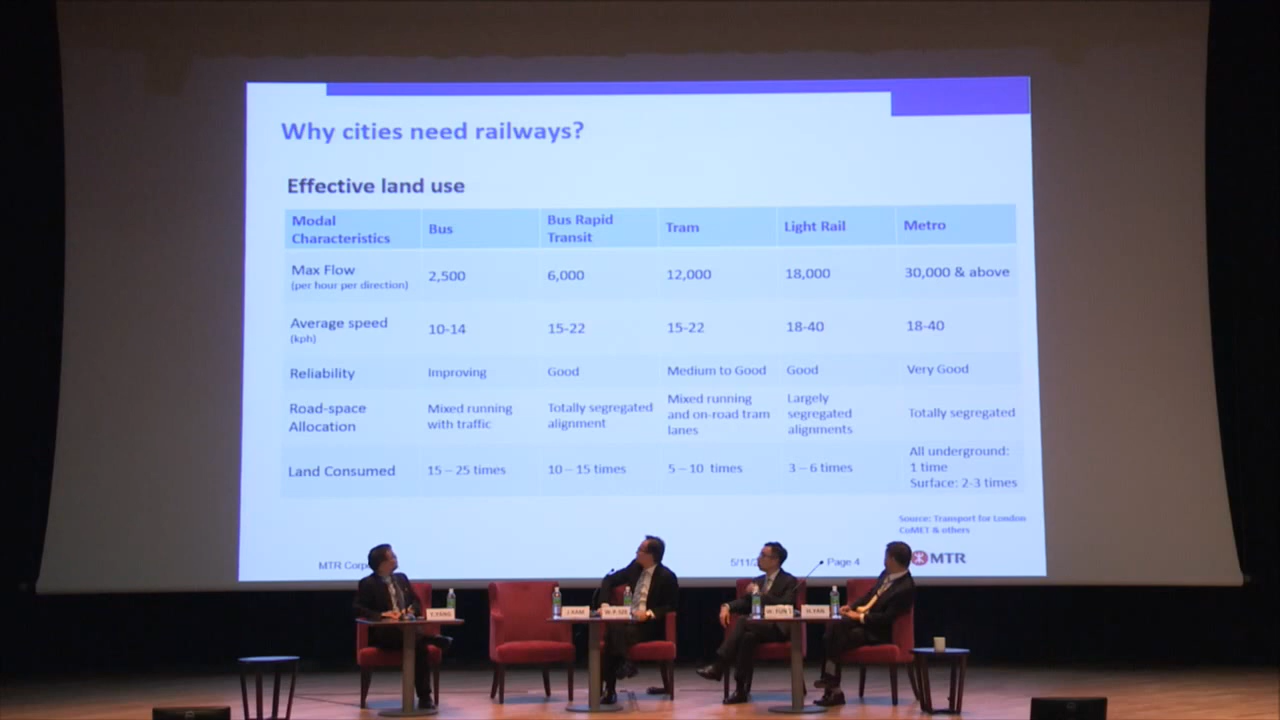 Why cities need railways?
Effective land use
Modal Characteristics Bus Bus Rapid Transit Tram Light Rail Metro
Max Flow (per hour per direction) 2,500 6,000 12,000 18,000 30,000 & above
Average speed (kph) 10-14 15-22 15-22 18-40 18-40
Reliability Improving Good Medium to Good Good Very Good
Road-space Allocation Mixed running with traffic Totally segregated alignment Mixed running and on-road tram lanes Largely segregated alignments Totally segregated
Land Consumed 15 – 25 times 10 – 15 times 5 – 10 times 3 – 6 times All underground: 1 time Surface: 2-3 times
Source: Transport for London
CoMET & others
MTR 5/11/ Page 4 MTR
Y. YANG W.P. SZE H.YAN